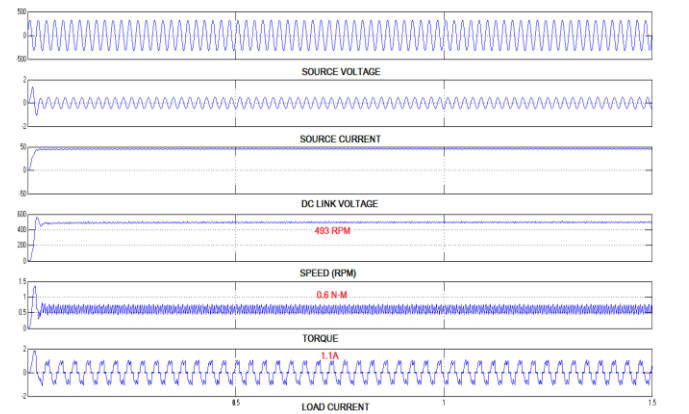 500
0
-500
SOURCE VOLTAGE
2
0
-2
SOURCE CURRENT
50
0
-50
DC LINK VOLTAGE
600
400
200
0
493 RPM
SPEED (RPM)
1.5
1
0.5
0
0.6 N-M
TORQUE
2
0
-2
1.1A
0.5 1 1.5
LOAD CURRENT